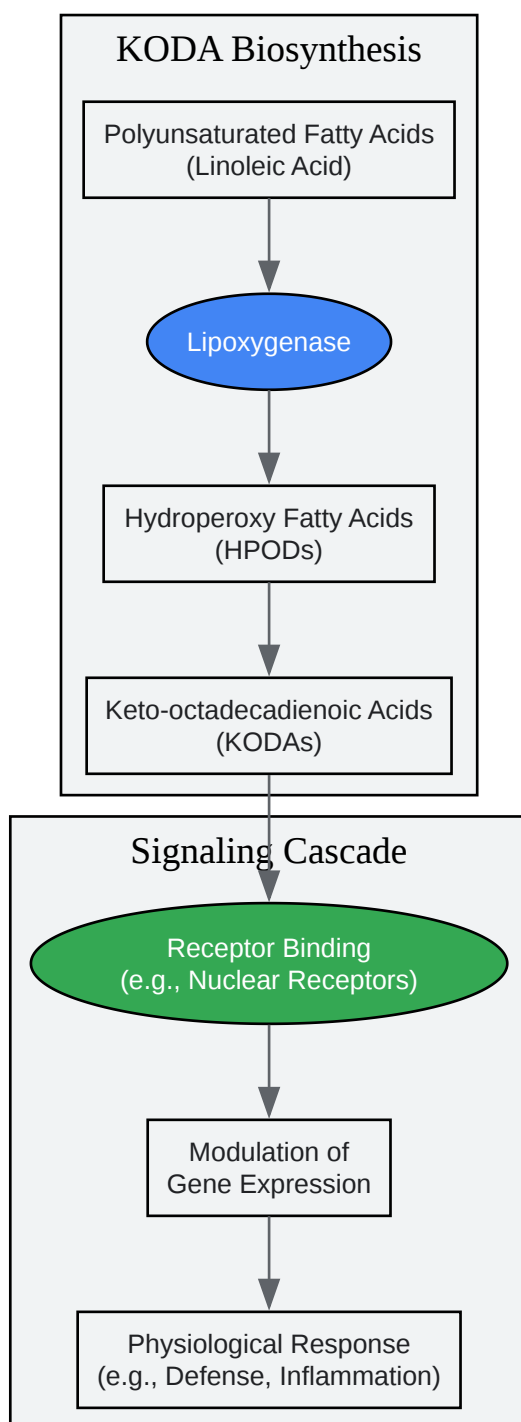 KODA Biosynthesis
Polyunsaturated Fatty Acids
(Linoleic Acid)
Lipoxygenase
Hydroperoxy Fatty Acids
(HPODs)
Keto-octadecadienoic Acids
(KODAs)
Signaling Cascade
Receptor Binding
(e.g., Nuclear Receptors)
Modulation of
Gene Expression
Physiological Response
(e.g., Defense, Inflammation)